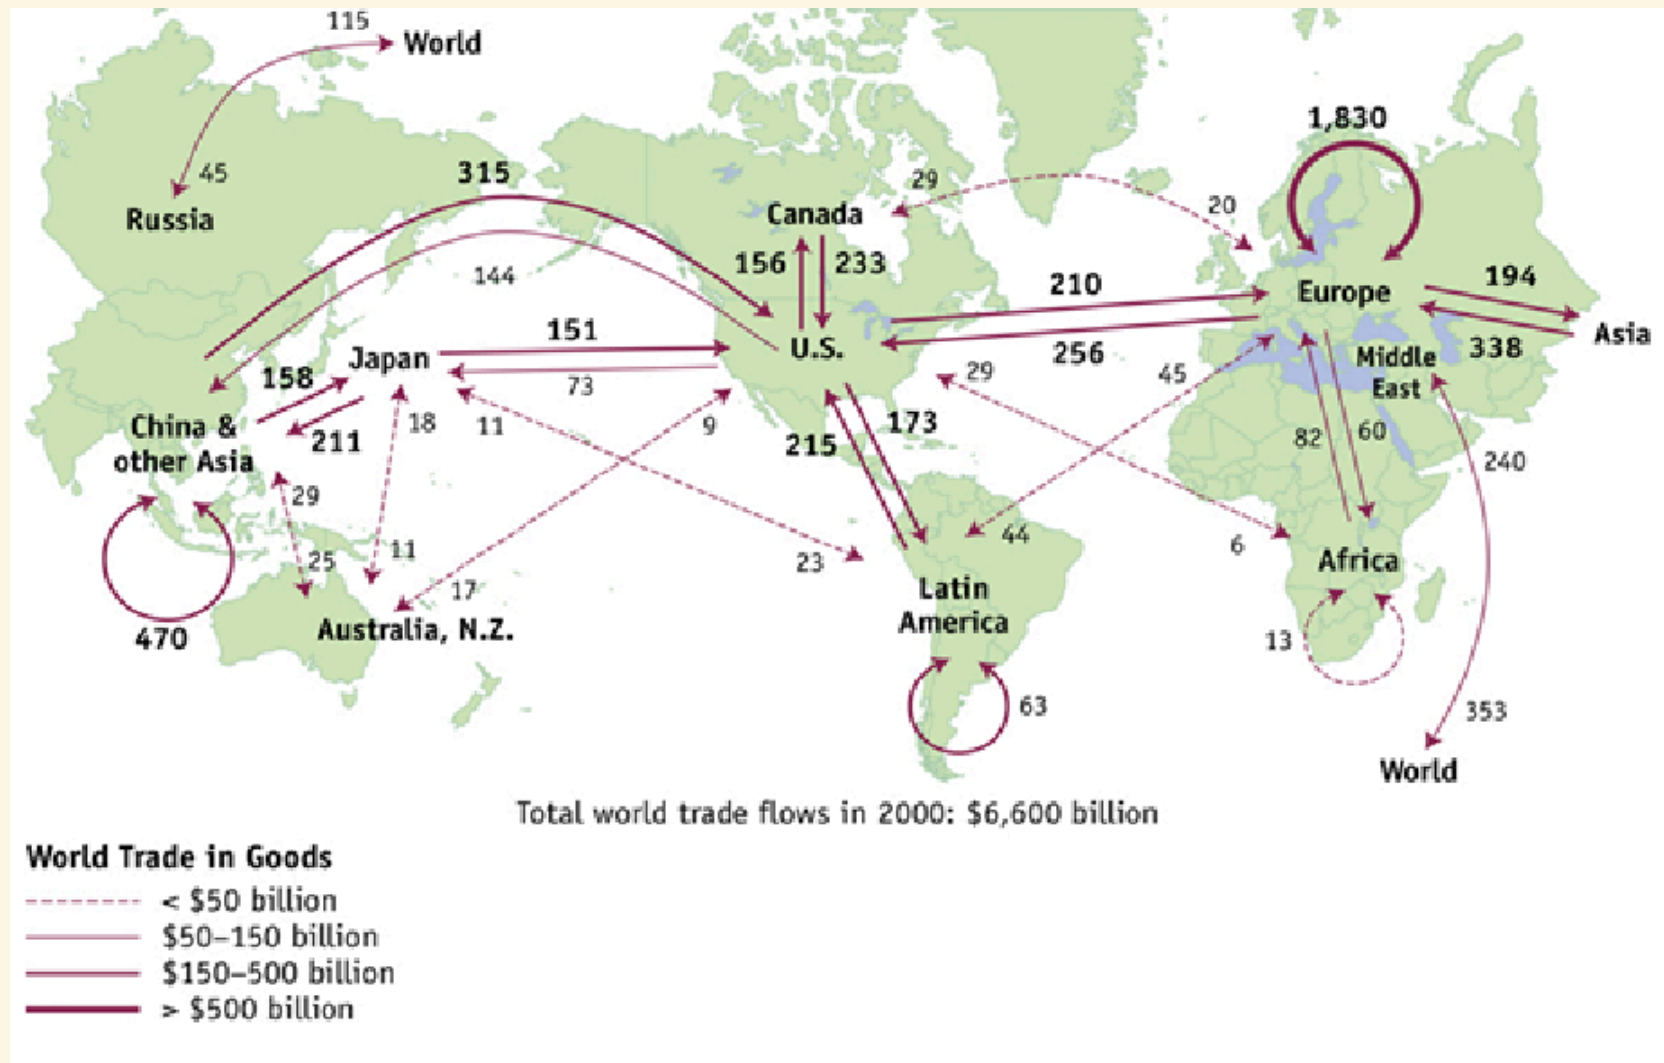 115
World
45
Russia
315
144
Canada
29
20
1,830
156
233
210
Europe
194
Asia
338
256
Middle
East
U.S.
151
Japan
73
158
211
China &
other Asia
18
11
9
215
173
29
45
82
60
240
29
25
11
17
23
44
6
Africa
470
Australia, N.Z.
Latin
America
63
13
353
World
Total world trade flows in 2000: $6,600 billion
World Trade in Goods
< $50 billion
$50–150 billion
$150–500 billion
> $500 billion